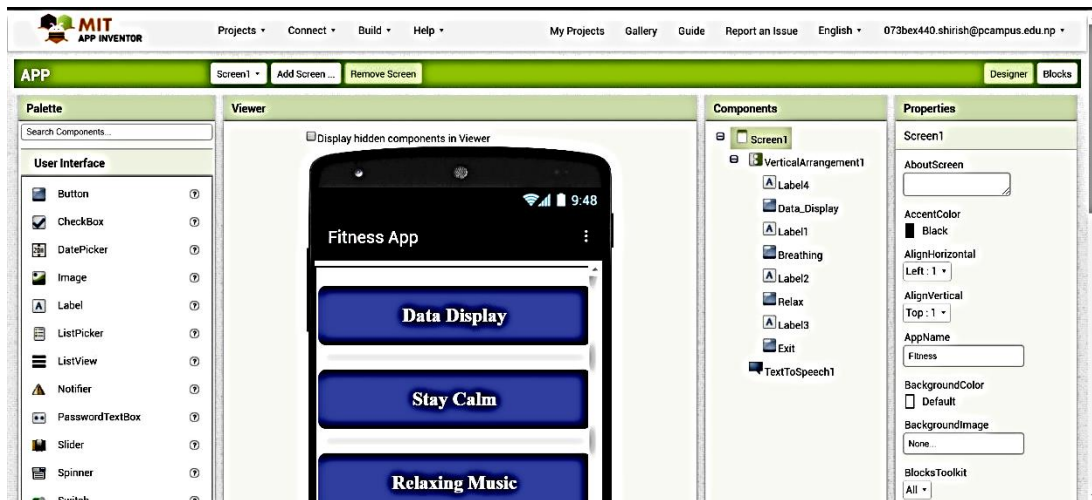 MIT
APP INVENTOR
Projects
Connect
Build
Help
My Projects
Gallery
Guide
Report an Issue
English
073bex440.shirish@pcampus.edu.np
APP
Screen1
Add Screen ...
Remove Screen
Designer
Blocks
Palette
Search Components...
User Interface
Button
CheckBox
DatePicker
Image
Label
ListPicker
ListView
Notifier
PasswordTextBox
Slider
Spinner
Switch
Viewer
Display hidden components in Viewer
9:48
Fitness App
Data Display
Stay Calm
Relaxing Music
Components
Screen1
VerticalArrangement1
Label4
Data_Display
Label1
Breathing
Label2
Relax
Label3
Exit
TextToSpeech1
Properties
Screen1
AboutScreen
AccentColor
Black
AlignHorizontal
Left : 1
AlignVertical
Top : 1
AppName
Fitness
BackgroundColor
Default
BackgroundImage
None...
BlocksToolkit
All